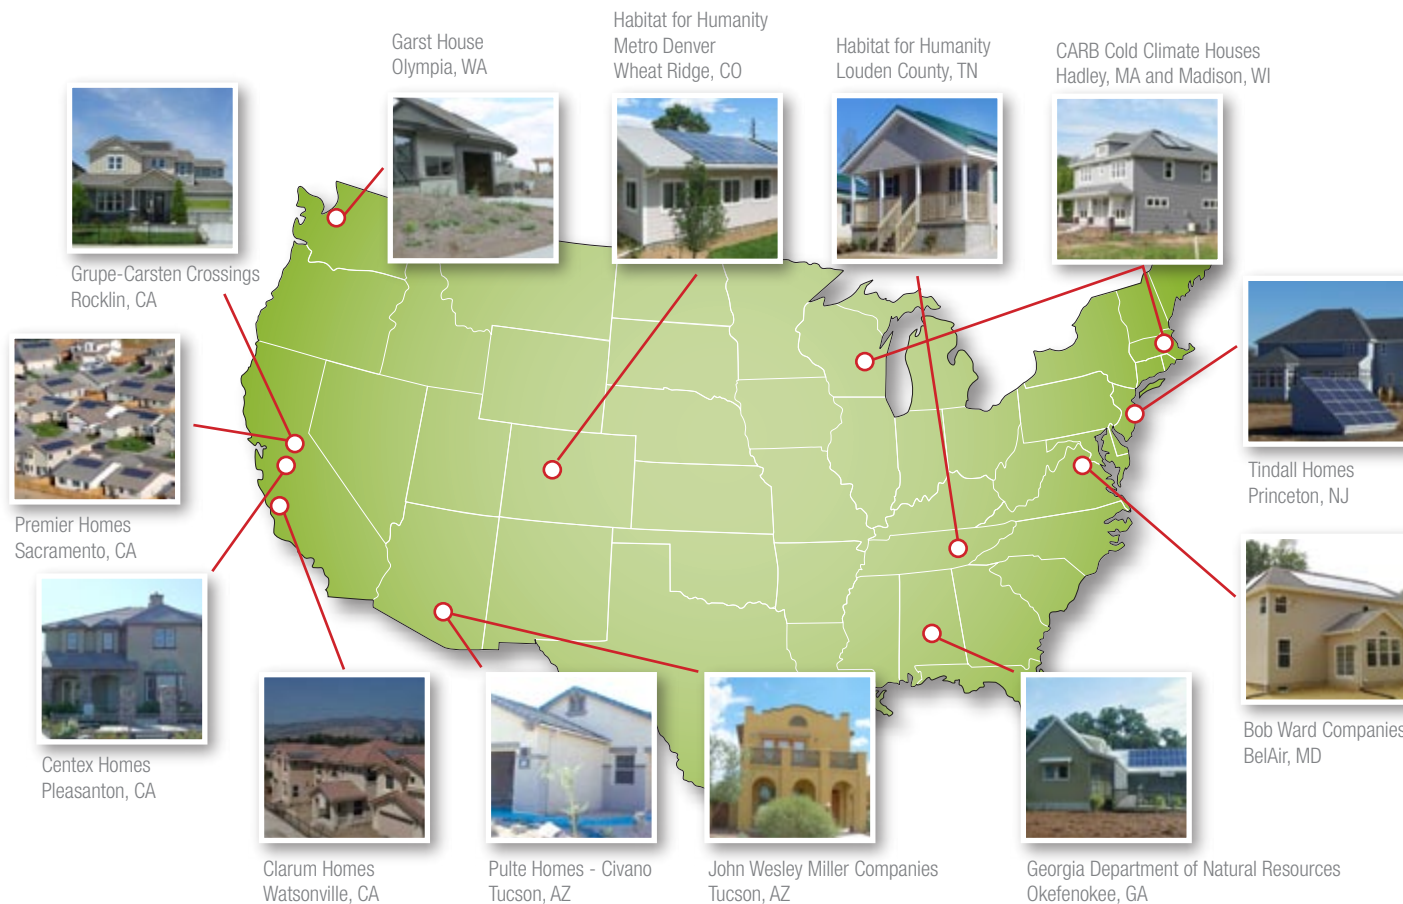 Garst House
Olympia, WA
Habitat for Humanity
Metro Denver
Wheat Ridge, CO
Habitat for Humanity
Louden County, TN
CARB Cold Climate Houses
Hadley, MA and Madison, WI
Grupe-Carsten Crossings
Rocklin, CA
Tindall Homes
Princeton, NJ
Premier Homes
Sacramento, CA
Bob Ward Companies
BelAir, MD
Centex Homes
Pleasanton, CA
Clarum Homes
Watsonville, CA
Pulte Homes - Civano
Tucson, AZ
John Wesley Miller Companies
Tucson, AZ
Georgia Department of Natural Resources
Okefenokee, GA